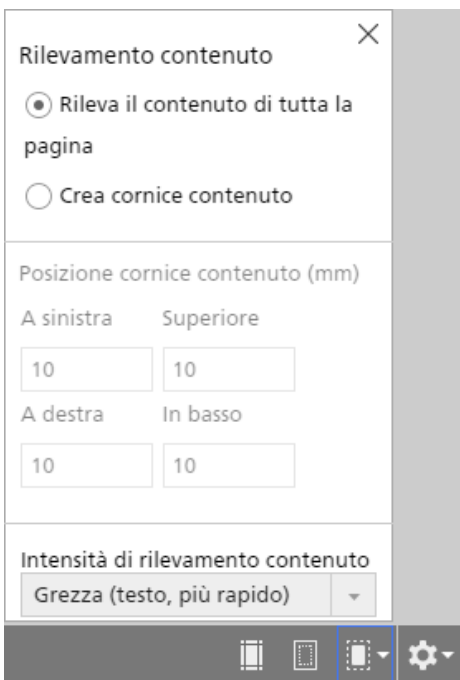 Rilevamento contenuto
Rileva il contenuto di tutta la
pagina
Crea cornice contenuto
Posizione cornice contenuto (mm)
A sinistra Superiore
10 10
A destra In basso
10 10
Intensità di rilevamento contenuto
Grezza (testo, più rapido)